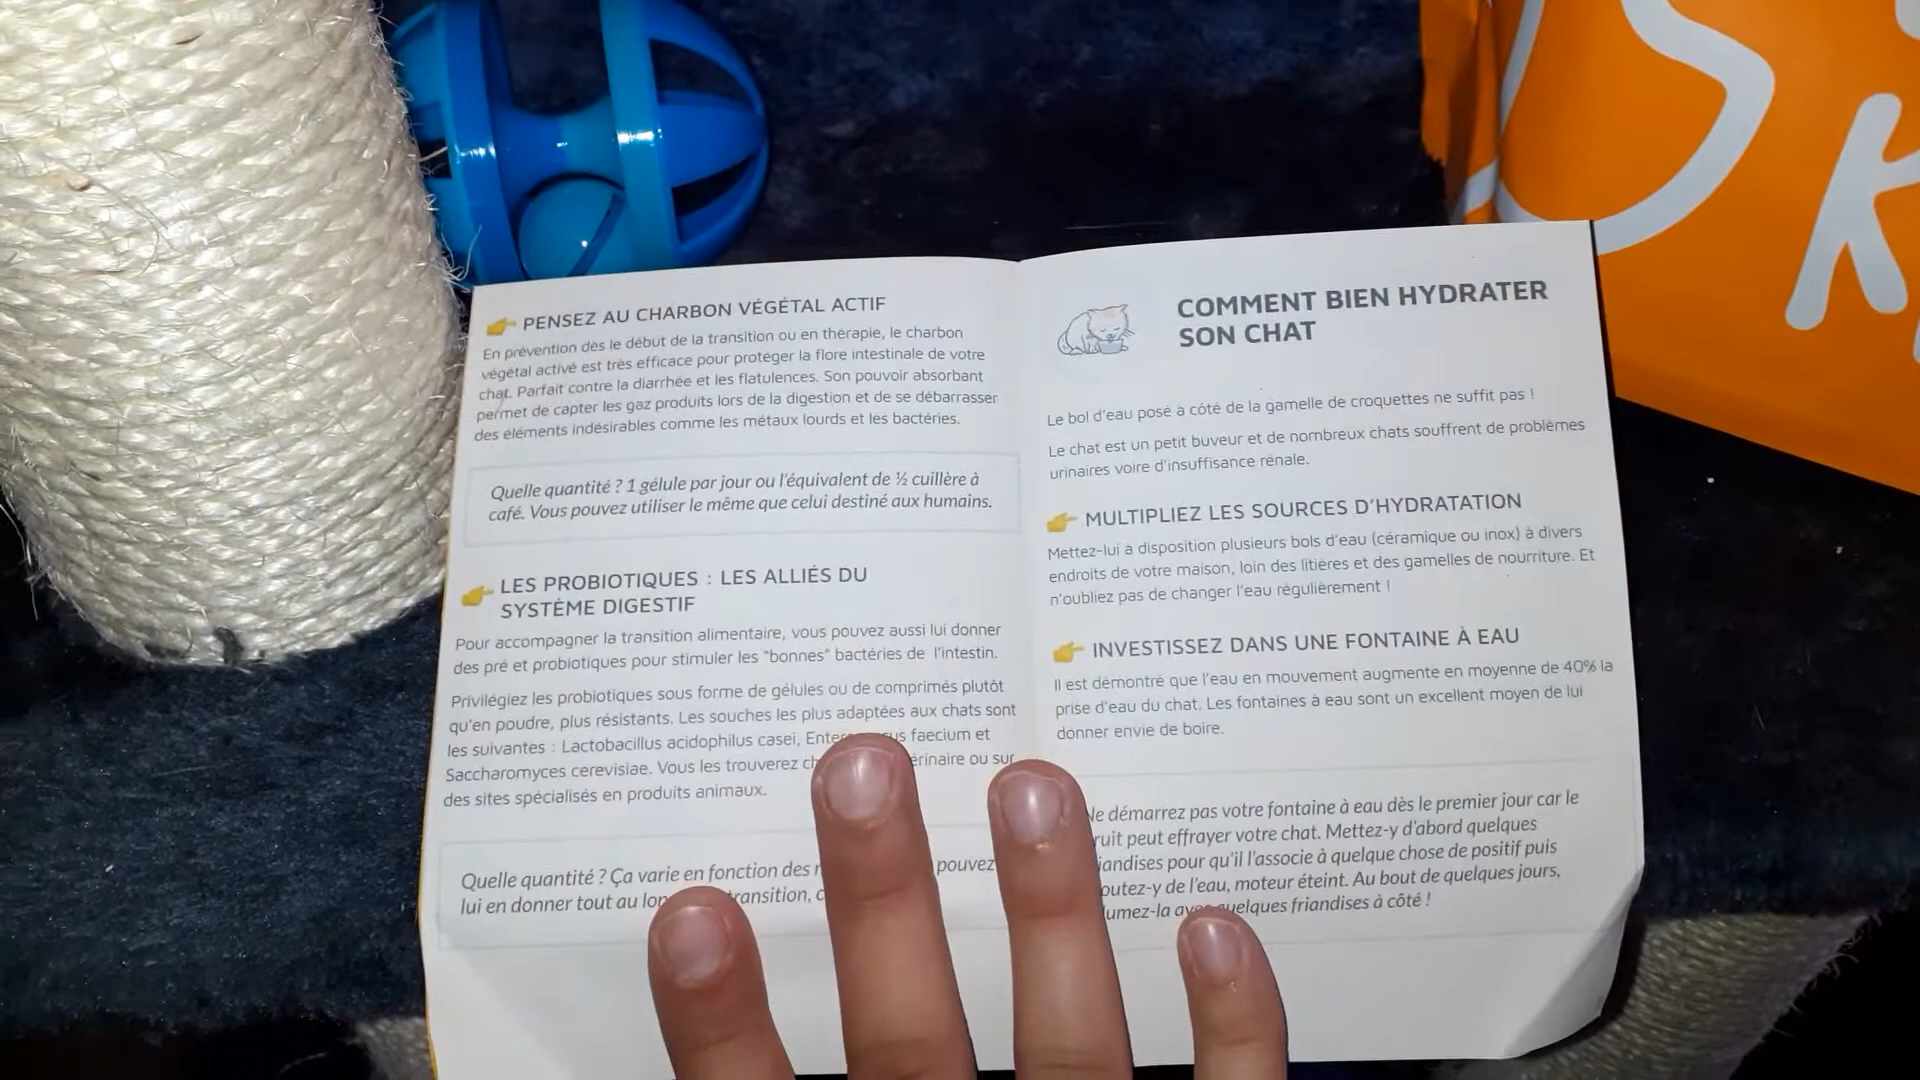 PENSEZ AU CHARBON VÉGÉTAL ACTIF
En prévention dès le début de la transition ou en thérapie, le charbon
végétal activé est très efficace pour protéger la flore intestinale de votre
chat. Parfait contre la diarrhée et les flatulences. Son pouvoir absorbant
permet de capter les gaz produits lors de la digestion et de se débarrasser
des éléments indésirables comme les métaux lourds et les bactéries.
Quelle quantité ? 1 gélule par jour ou l'équivalent de ½ cuillère à
café. Vous pouvez utiliser le même que celui destiné aux humains.
LES PROBIOTIQUES : LES ALLIÉS DU
SYSTÈME DIGESTIF
Pour accompagner la transition alimentaire, vous pouvez aussi lui donner
des pré et probiotiques pour stimuler les "bonnes" bactéries de l'intestin.
Privilégiez les probiotiques sous forme de gélules ou de comprimés plutôt
qu'en poudre, plus résistants. Les souches les plus adaptées aux chats sont
les suivantes : Lactobacillus acidophilus casei, faecium et
Saccharomyces cerevisiae. Vous les trouverez ou sur
des sites spécialisés en produits animaux.
Quelle quantité ? Ça varie en fonction des pouvez
lui en donner tout au
COMMENT BIEN HYDRATER
SON CHAT
Le bol d'eau posé à côté de la gamelle de croquettes ne suffit pas !
Le chat est un petit buveur et de nombreux chats souffrent de problèmes
urinaires voire d'insuffisance rénale.
MULTIPLIEZ LES SOURCES D'HYDRATATION
Mettez-lui à disposition plusieurs bols d'eau (céramique ou inox) à divers
endroits de votre maison, loin des litières et des gamelles de nourriture. Et
n'oubliez pas de changer l'eau régulièrement !
INVESTISSEZ DANS UNE FONTAINE À EAU
Il est démontré que l'eau en mouvement augmente en moyenne de 40% la
prise d'eau du chat. Les fontaines à eau sont un excellent moyen de lui
donner envie de boire.
Ne démarrez pas votre fontaine à eau dès le premier jour car le
peut effrayer votre chat. Mettez-y d'abord quelques
pour qu'il l'associe à quelque chose de positif puis
de l'eau, moteur éteint. Au bout de quelques jours,
quelques friandises à côté !